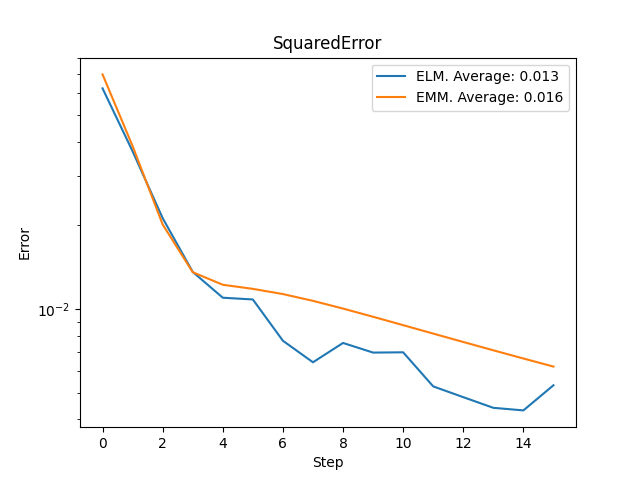 SquaredError
ELM. Average: 0.013
EMM. Average: 0.016
Error
10⁻²
0 2 4 6 8 10 12 14
Step